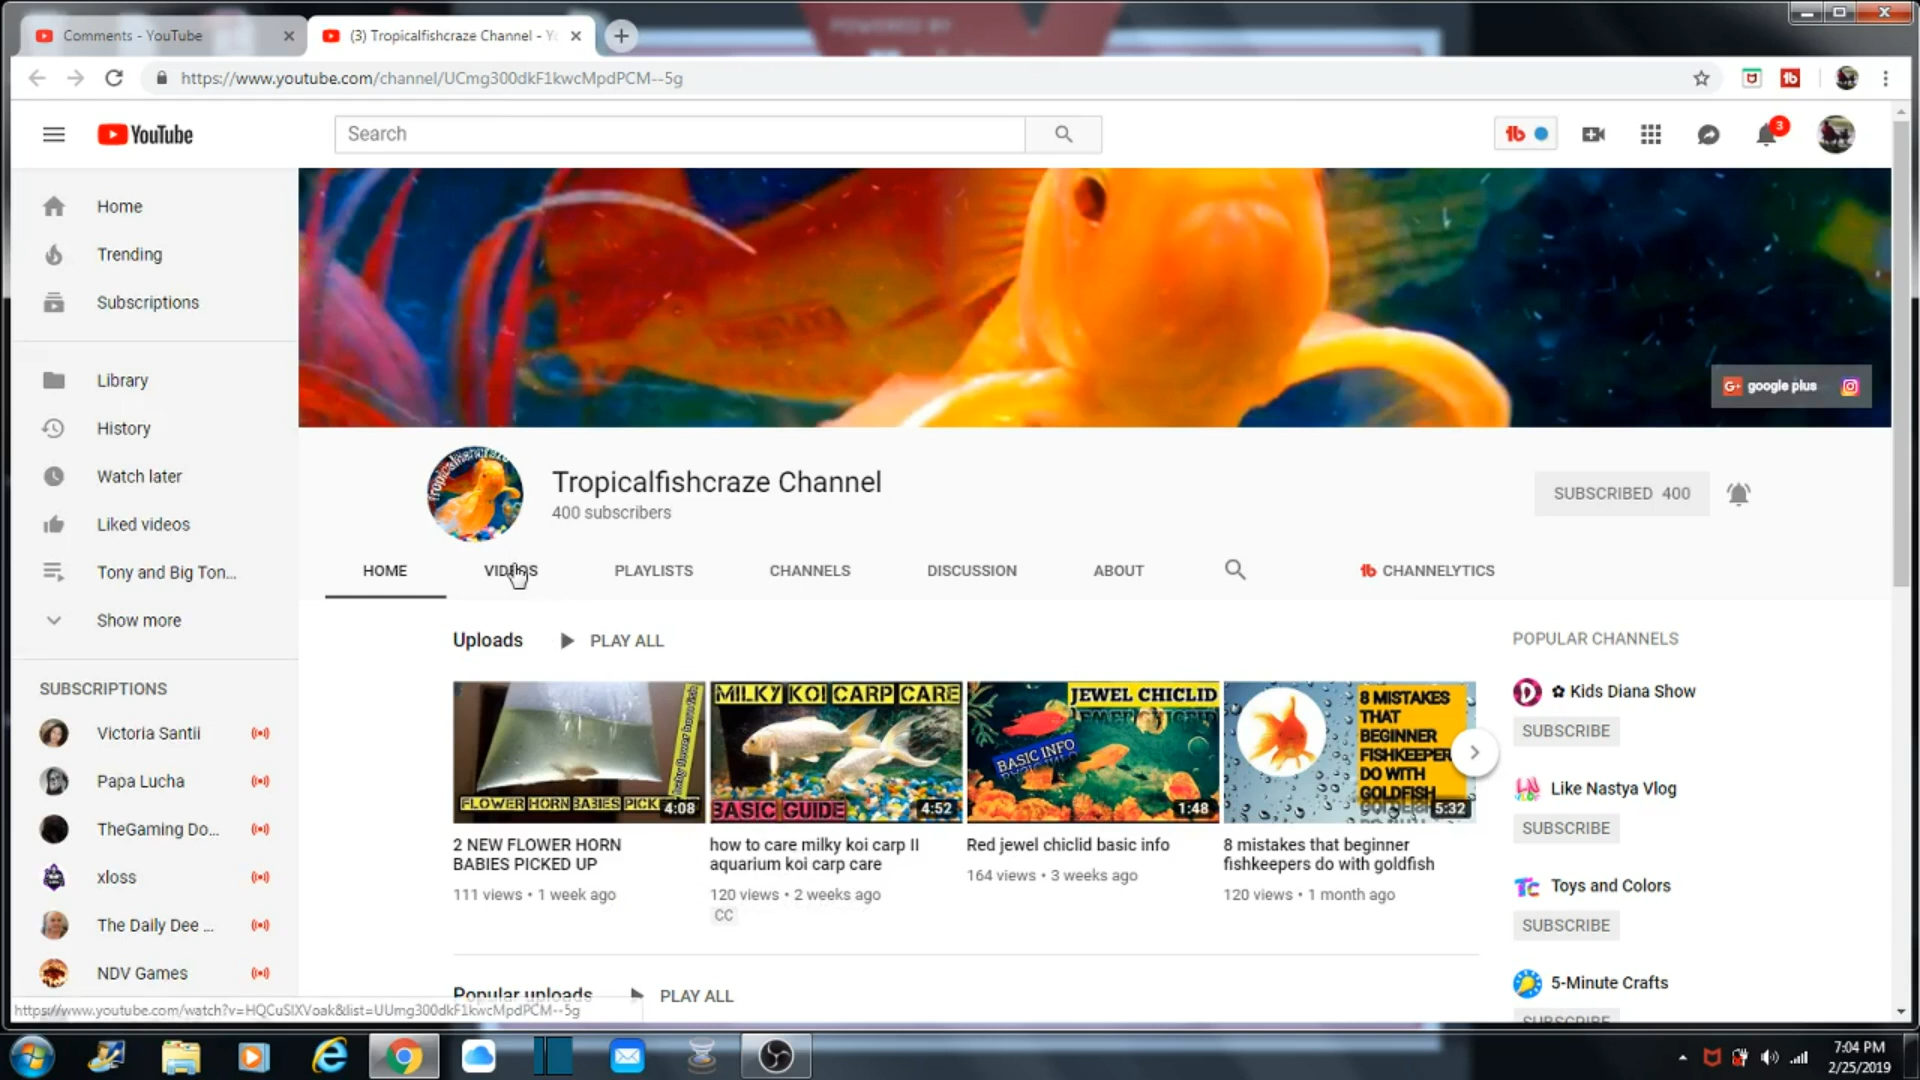 POWERED BY
Comments - YouTube
(3) Tropicalfishcraze Channel - Yo
https://www.youtube.com/channel/UCmg300dkF1kwcMpdPCM--5g
YouTube
Search
3
Home
Trending
Subscriptions
Library
History
Watch later
Liked videos
Tony and Big Ton...
Show more
SUBSCRIPTIONS
Victoria Santii
Papa Lucha
TheGaming Do...
xloss
The Daily Dee ...
NDV Games
google plus
Tropicalfishcraze
Tropicalfishcraze Channel
400 subscribers
SUBSCRIBED 400
HOME
VIDEOS
PLAYLISTS
CHANNELS
DISCUSSION
ABOUT
CHANNELYTICS
Uploads
PLAY ALL
FLOWER HORN BABIES PICK
baby flower horn fish
4:08
2 NEW FLOWER HORN
BABIES PICKED UP
111 views • 1 week ago
MILKY KOI CARP CARE
BASIC GUIDE
4:52
how to care milky koi carp II
aquarium koi carp care
120 views • 2 weeks ago
CC
JEWEL CHICLID
BASIC INFO
1:48
Red jewel chiclid basic info
164 views • 3 weeks ago
8 MISTAKES
THAT
BEGINNER
FISHKEEPER
DO WITH
GOLDFISH
5:32
8 mistakes that beginner
fishkeepers do with goldfish
120 views • 1 month ago
Popular uploads
PLAY ALL
POPULAR CHANNELS
✿ Kids Diana Show
SUBSCRIBE
Like Nastya Vlog
SUBSCRIBE
Toys and Colors
SUBSCRIBE
5-Minute Crafts
SUBSCRIBE
https://www.youtube.com/watch?v=HQCuSIXVoak&list=UUmg300dkF1kwcMpdPCM--5g
7:04 PM
2/25/2019